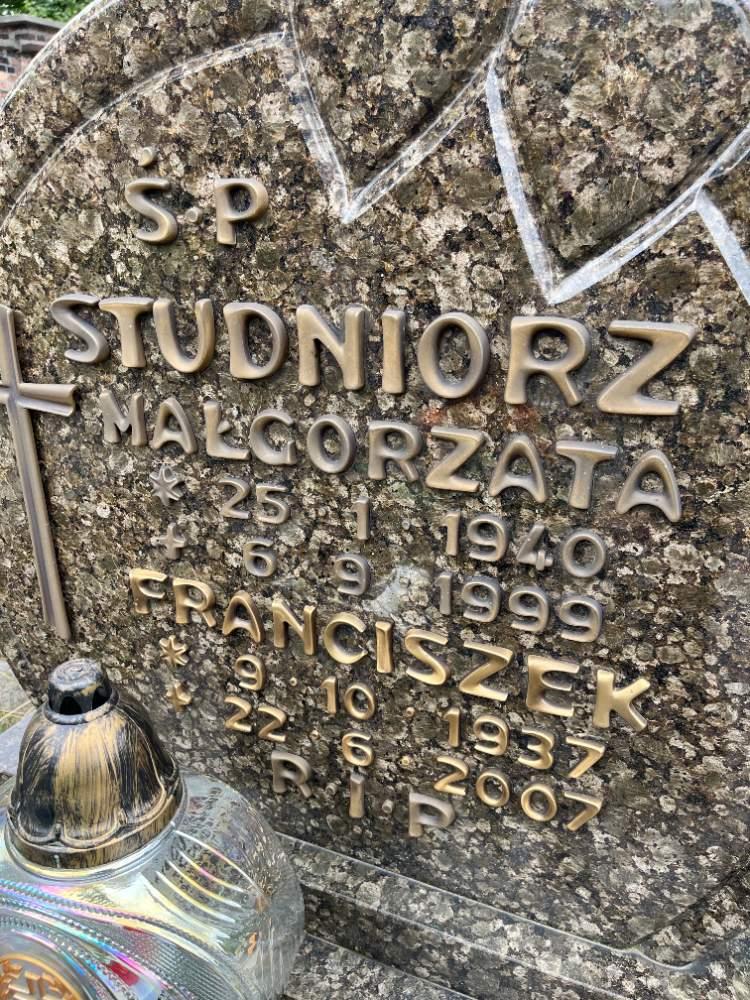 Ś.P
STUDNIORZ
MAŁGORZATA
* 25 1 1940
+ 6 9 1999
FRANCISZEK
* 9 10 1937
+ 22 6 2007
R I P